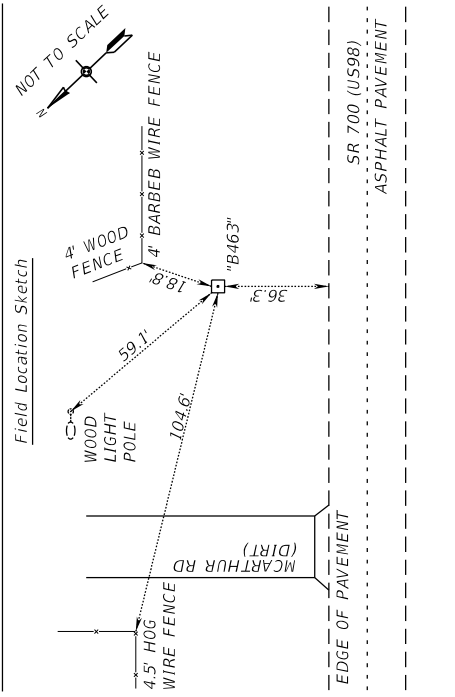 Field Location Sketch
NOT TO SCALE
N
4' WOOD
FENCE
4' BARBEB WIRE FENCE
18.8'
"B463"
36.3'
59.1'
104.6'
WOOD
LIGHT
POLE
MCARTHUR RD
(DIRT)
4.5' HOG
WIRE FENCE
EDGE OF PAVEMENT
SR 700 (US98)
ASPHALT PAVEMENT